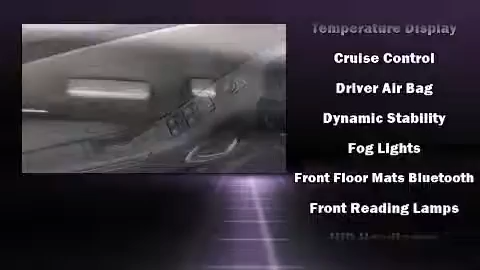 Temperature Display
Cruise Control
Driver Air Bag
Dynamic Stability
Fog Lights
Front Floor Mats Bluetooth
Front Reading Lamps